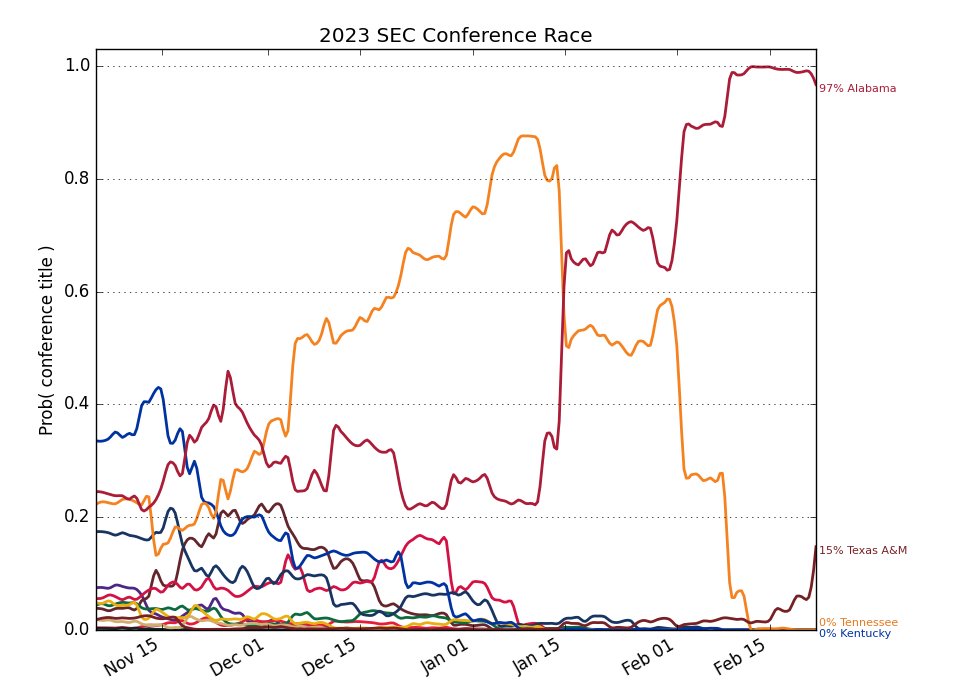 2023 SEC Conference Race
1.0
0.8
0.6
0.4
0.2
0.0
Prob( conference title )
97% Alabama
15% Texas A&M
0% Tennessee
0% Kentucky
Nov 15
Dec 01
Dec 15
Jan 01
Jan 15
Feb 01
Feb 15